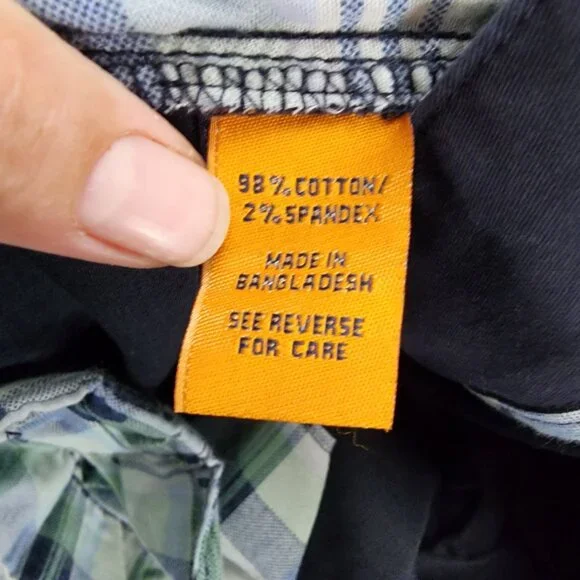 98% COTTON/
2% SPANDEX
MADE IN
BANGLADESH
SEE REVERSE
FOR CARE